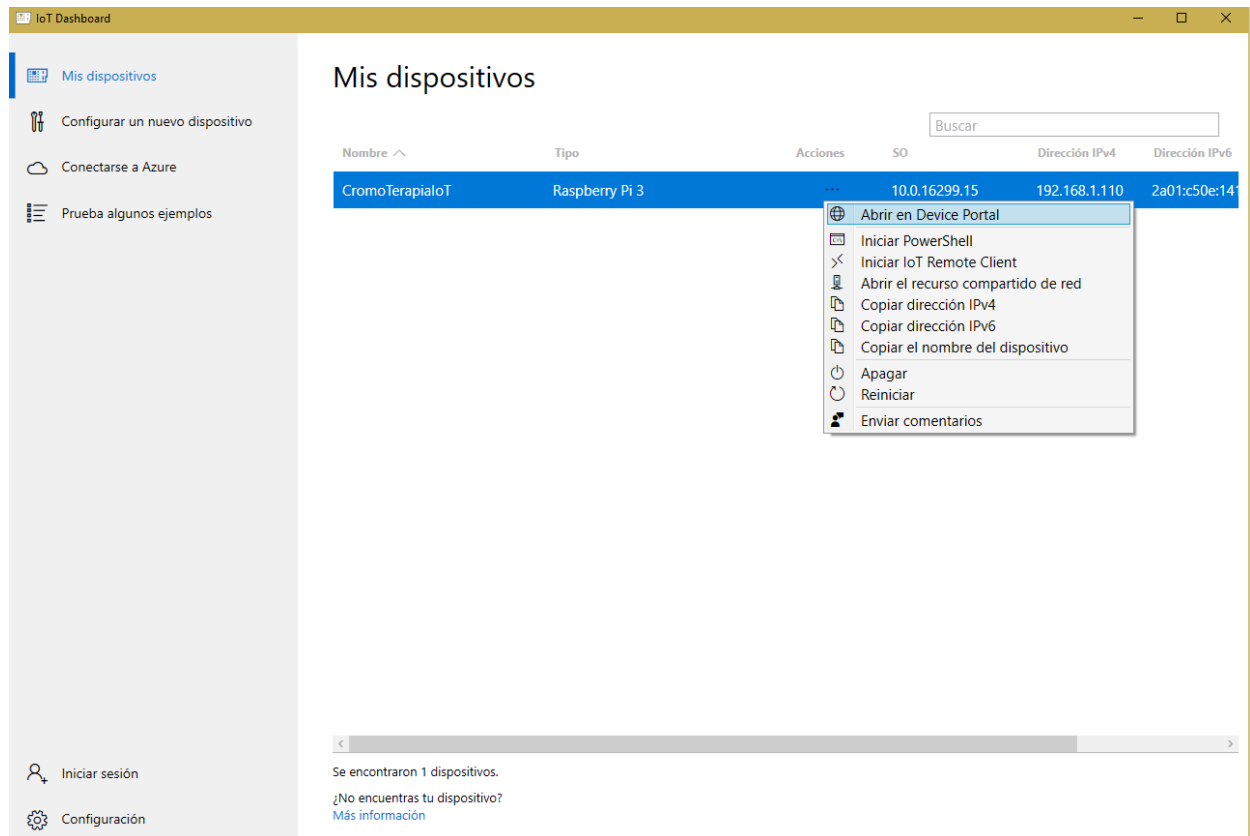 IoT Dashboard
Mis dispositivos
Configurar un nuevo dispositivo
Conectarse a Azure
Prueba algunos ejemplos
Iniciar sesión
Configuración
Mis dispositivos
Buscar
Nombre Tipo Acciones SO Dirección IPv4 Dirección IPv6
CromoTerapiaIoT Raspberry Pi 3 ... 10.0.16299.15 192.168.1.110 2a01:c50e:141
Abrir en Device Portal
Iniciar PowerShell
Iniciar IoT Remote Client
Abrir el recurso compartido de red
Copiar dirección IPv4
Copiar dirección IPv6
Copiar el nombre del dispositivo
Apagar
Reiniciar
Enviar comentarios
Se encontraron 1 dispositivos.
¿No encuentras tu dispositivo?
Más información